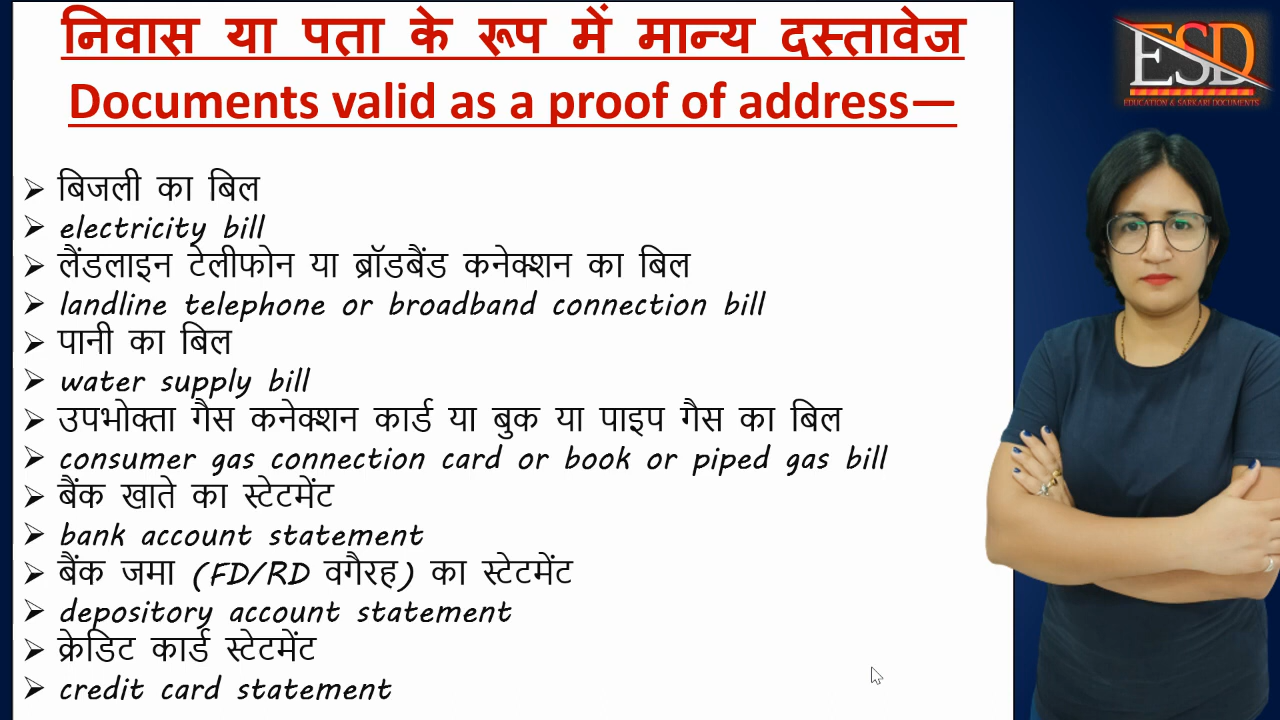 निवास या पता के रूप में मान्य दस्तावेज
Documents valid as a proof of address—
➢ बिजली का बिल
➢ electricity bill
➢ लैंडलाइन टेलीफोन या ब्रॉडबैंड कनेक्शन का बिल
➢ landline telephone or broadband connection bill
➢ पानी का बिल
➢ water supply bill
➢ उपभोक्ता गैस कनेक्शन कार्ड या बुक या पाइप गैस का बिल
➢ consumer gas connection card or book or piped gas bill
➢ बैंक खाते का स्टेटमेंट
➢ bank account statement
➢ बैंक जमा (FD/RD वगैरह) का स्टेटमेंट
➢ depository account statement
➢ क्रेडिट कार्ड स्टेटमेंट
➢ credit card statement
ESD
EDUCATION & SARKARI DOCUMENTS